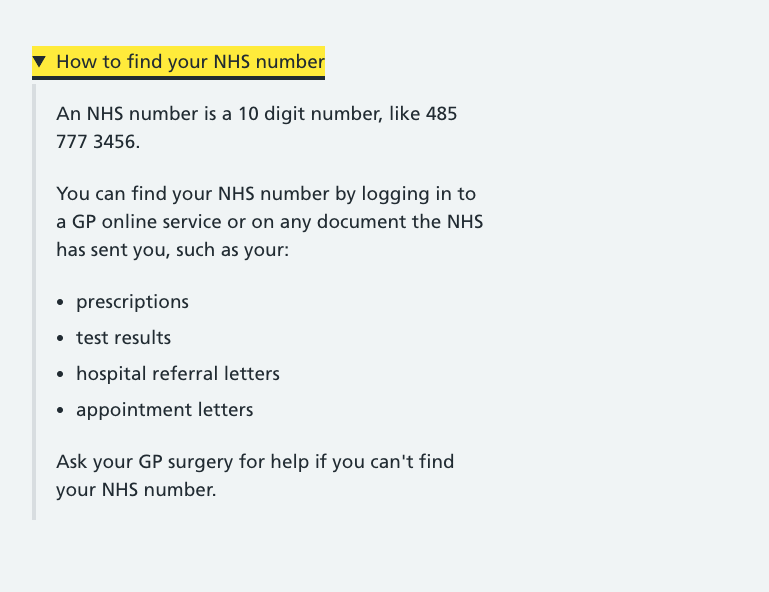 How to find your NHS number
An NHS number is a 10 digit number, like 485
777 3456.
You can find your NHS number by logging in to
a GP online service or on any document the NHS
has sent you, such as your:
• prescriptions
• test results
• hospital referral letters
• appointment letters
Ask your GP surgery for help if you can't find
your NHS number.